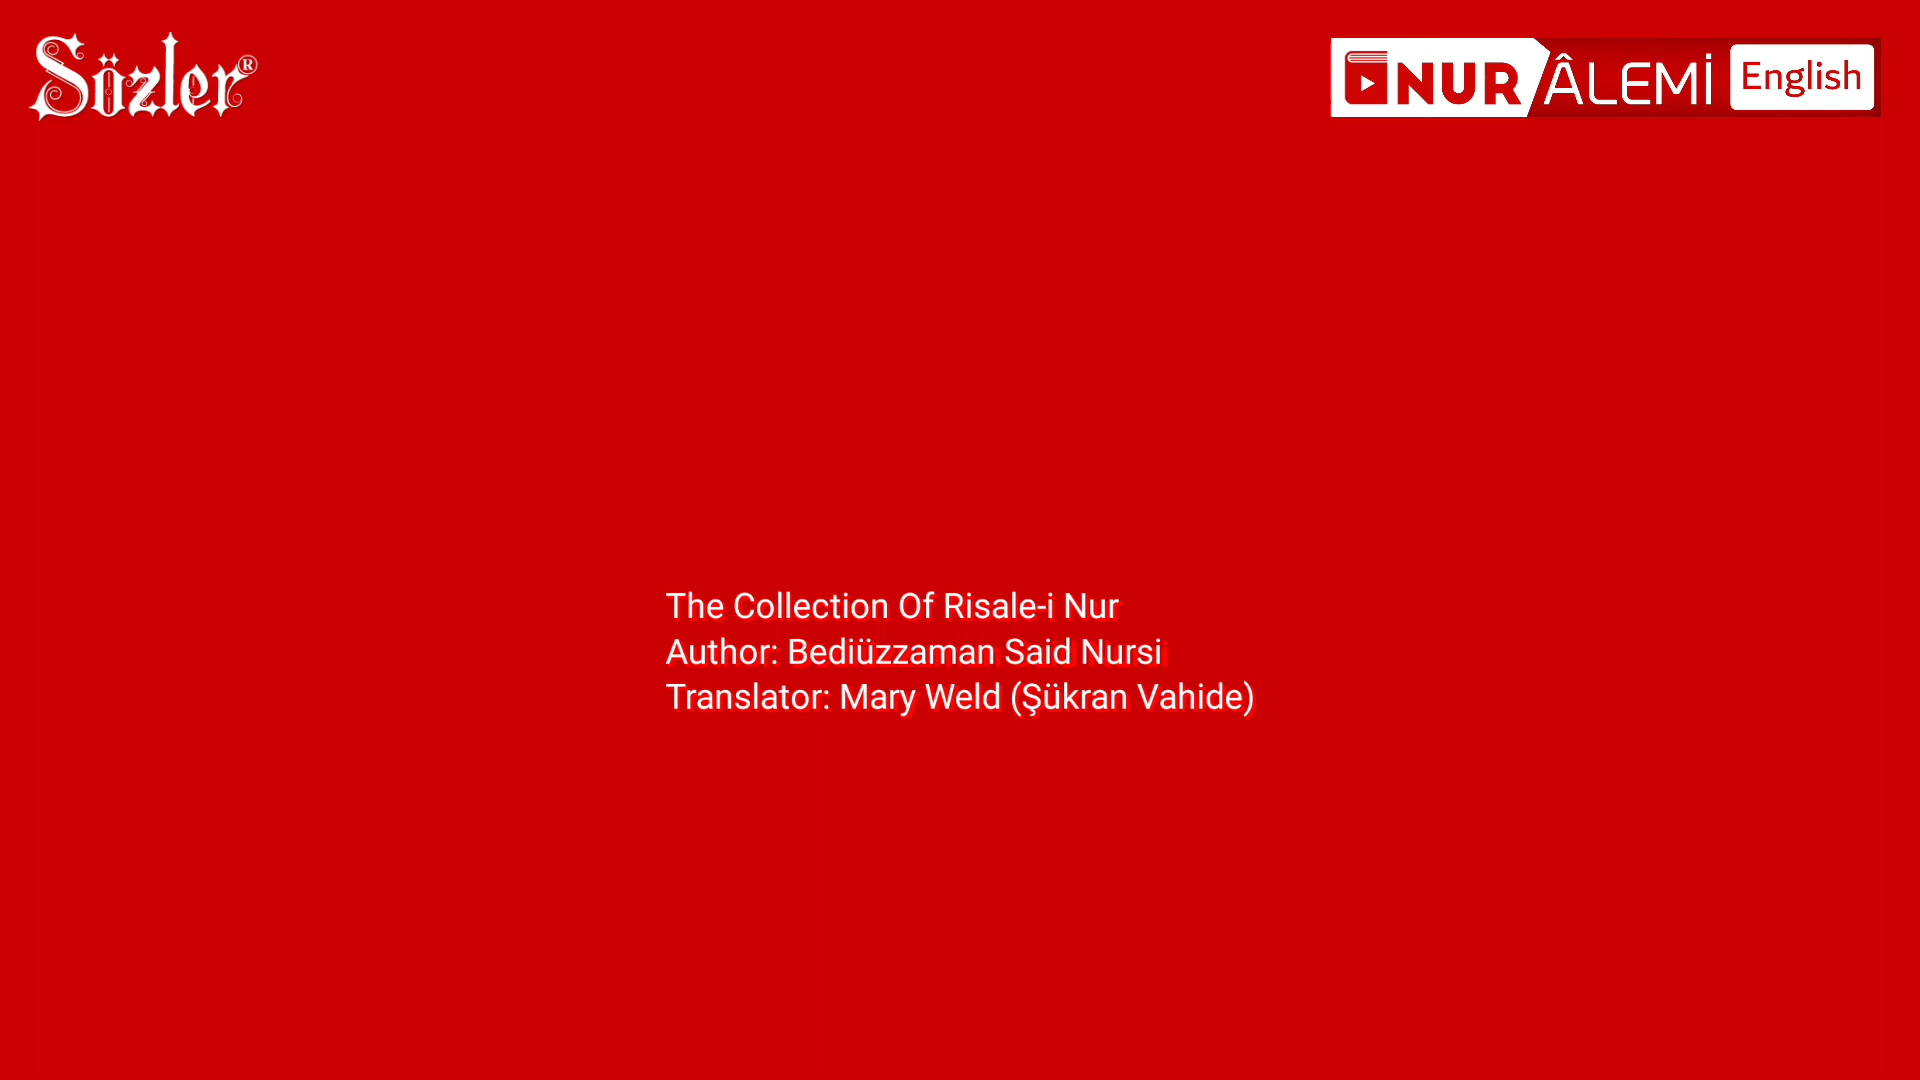 Sözler®
NUR ÂLEMİ English
The Collection Of Risale-i Nur
Author: Bediüzzaman Said Nursi
Translator: Mary Weld (Şükran Vahide)